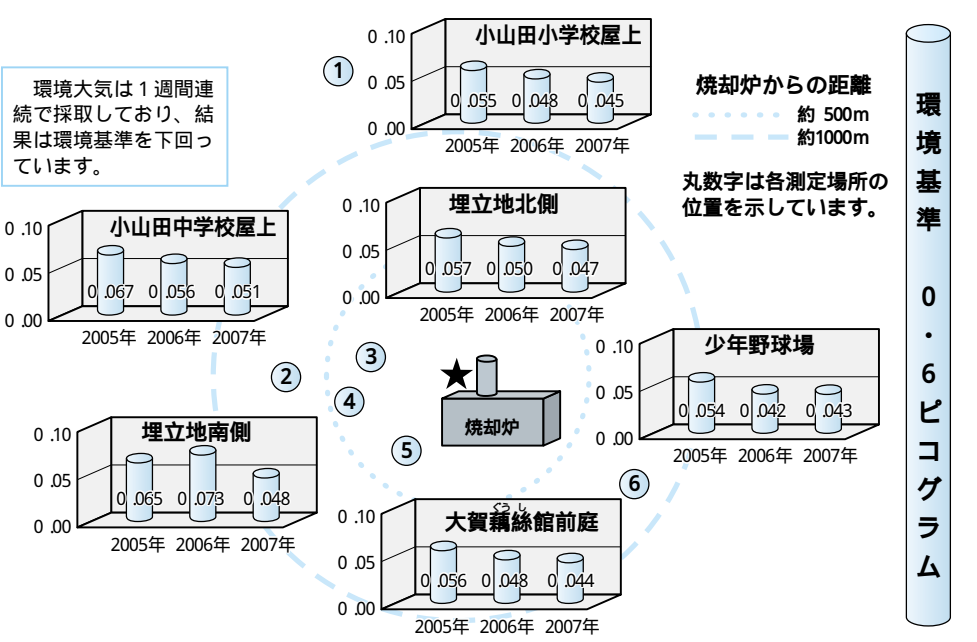 環境大気は１週間連
続で採取しており、結
果は環境基準を下回っ
ています。
①
小山田小学校屋上
0.10
0.05
0.00
0.055
0.048
0.045
2005年 2006年 2007年
焼却炉からの距離
約 500m
約1000m
丸数字は各測定場所の
位置を示しています。
小山田中学校屋上
0.10
0.05
0.00
0.067
0.056
0.051
2005年 2006年 2007年
②
埋立地北側
0.10
0.05
0.00
0.057
0.050
0.047
2005年 2006年 2007年
③
④
⑤
★
焼却炉
少年野球場
0.10
0.05
0.00
0.054
0.042
0.043
2005年 2006年 2007年
⑥
埋立地南側
0.10
0.05
0.00
0.065
0.073
0.048
2005年 2006年 2007年
ぐうし
大賀藕絲館前庭
0.10
0.05
0.00
0.056
0.048
0.044
2005年 2006年 2007年
環境基準 0・6ピコグラム